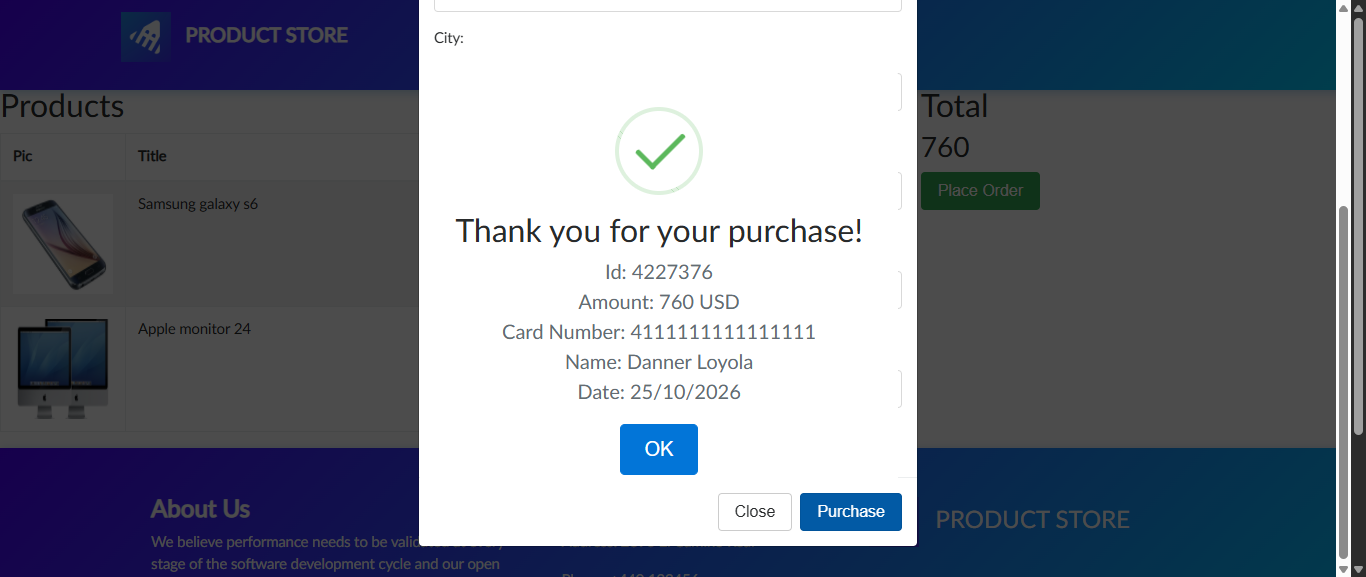 PRODUCT STORE
Products
Pic Title
Samsung galaxy s6
Apple monitor 24
City:
Thank you for your purchase!
Id: 4227376
Amount: 760 USD
Card Number: 4111111111111111
Name: Danner Loyola
Date: 25/10/2026
OK
Close Purchase
Total
760
Place Order
About Us
We believe performance needs to be
stage of the software development cycle and our open
PRODUCT STORE